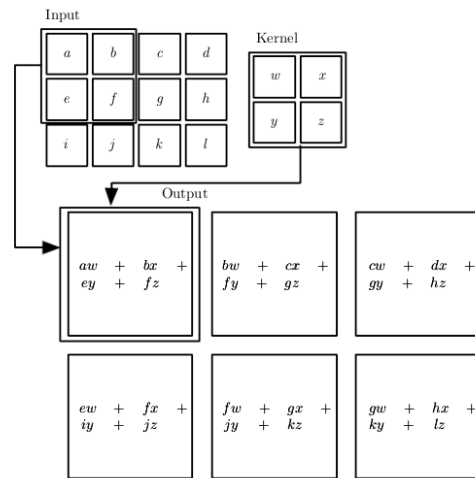 Input
Kernel
a b c d
w x
e f g h
y z
i j k l
Output
aw + bx +
ey + fz
bw + cx +
fy + gz
cw + dx +
gy + hz
ew + fx +
iy + jz
fw + gx +
jy + kz
gw + hx +
ky + lz